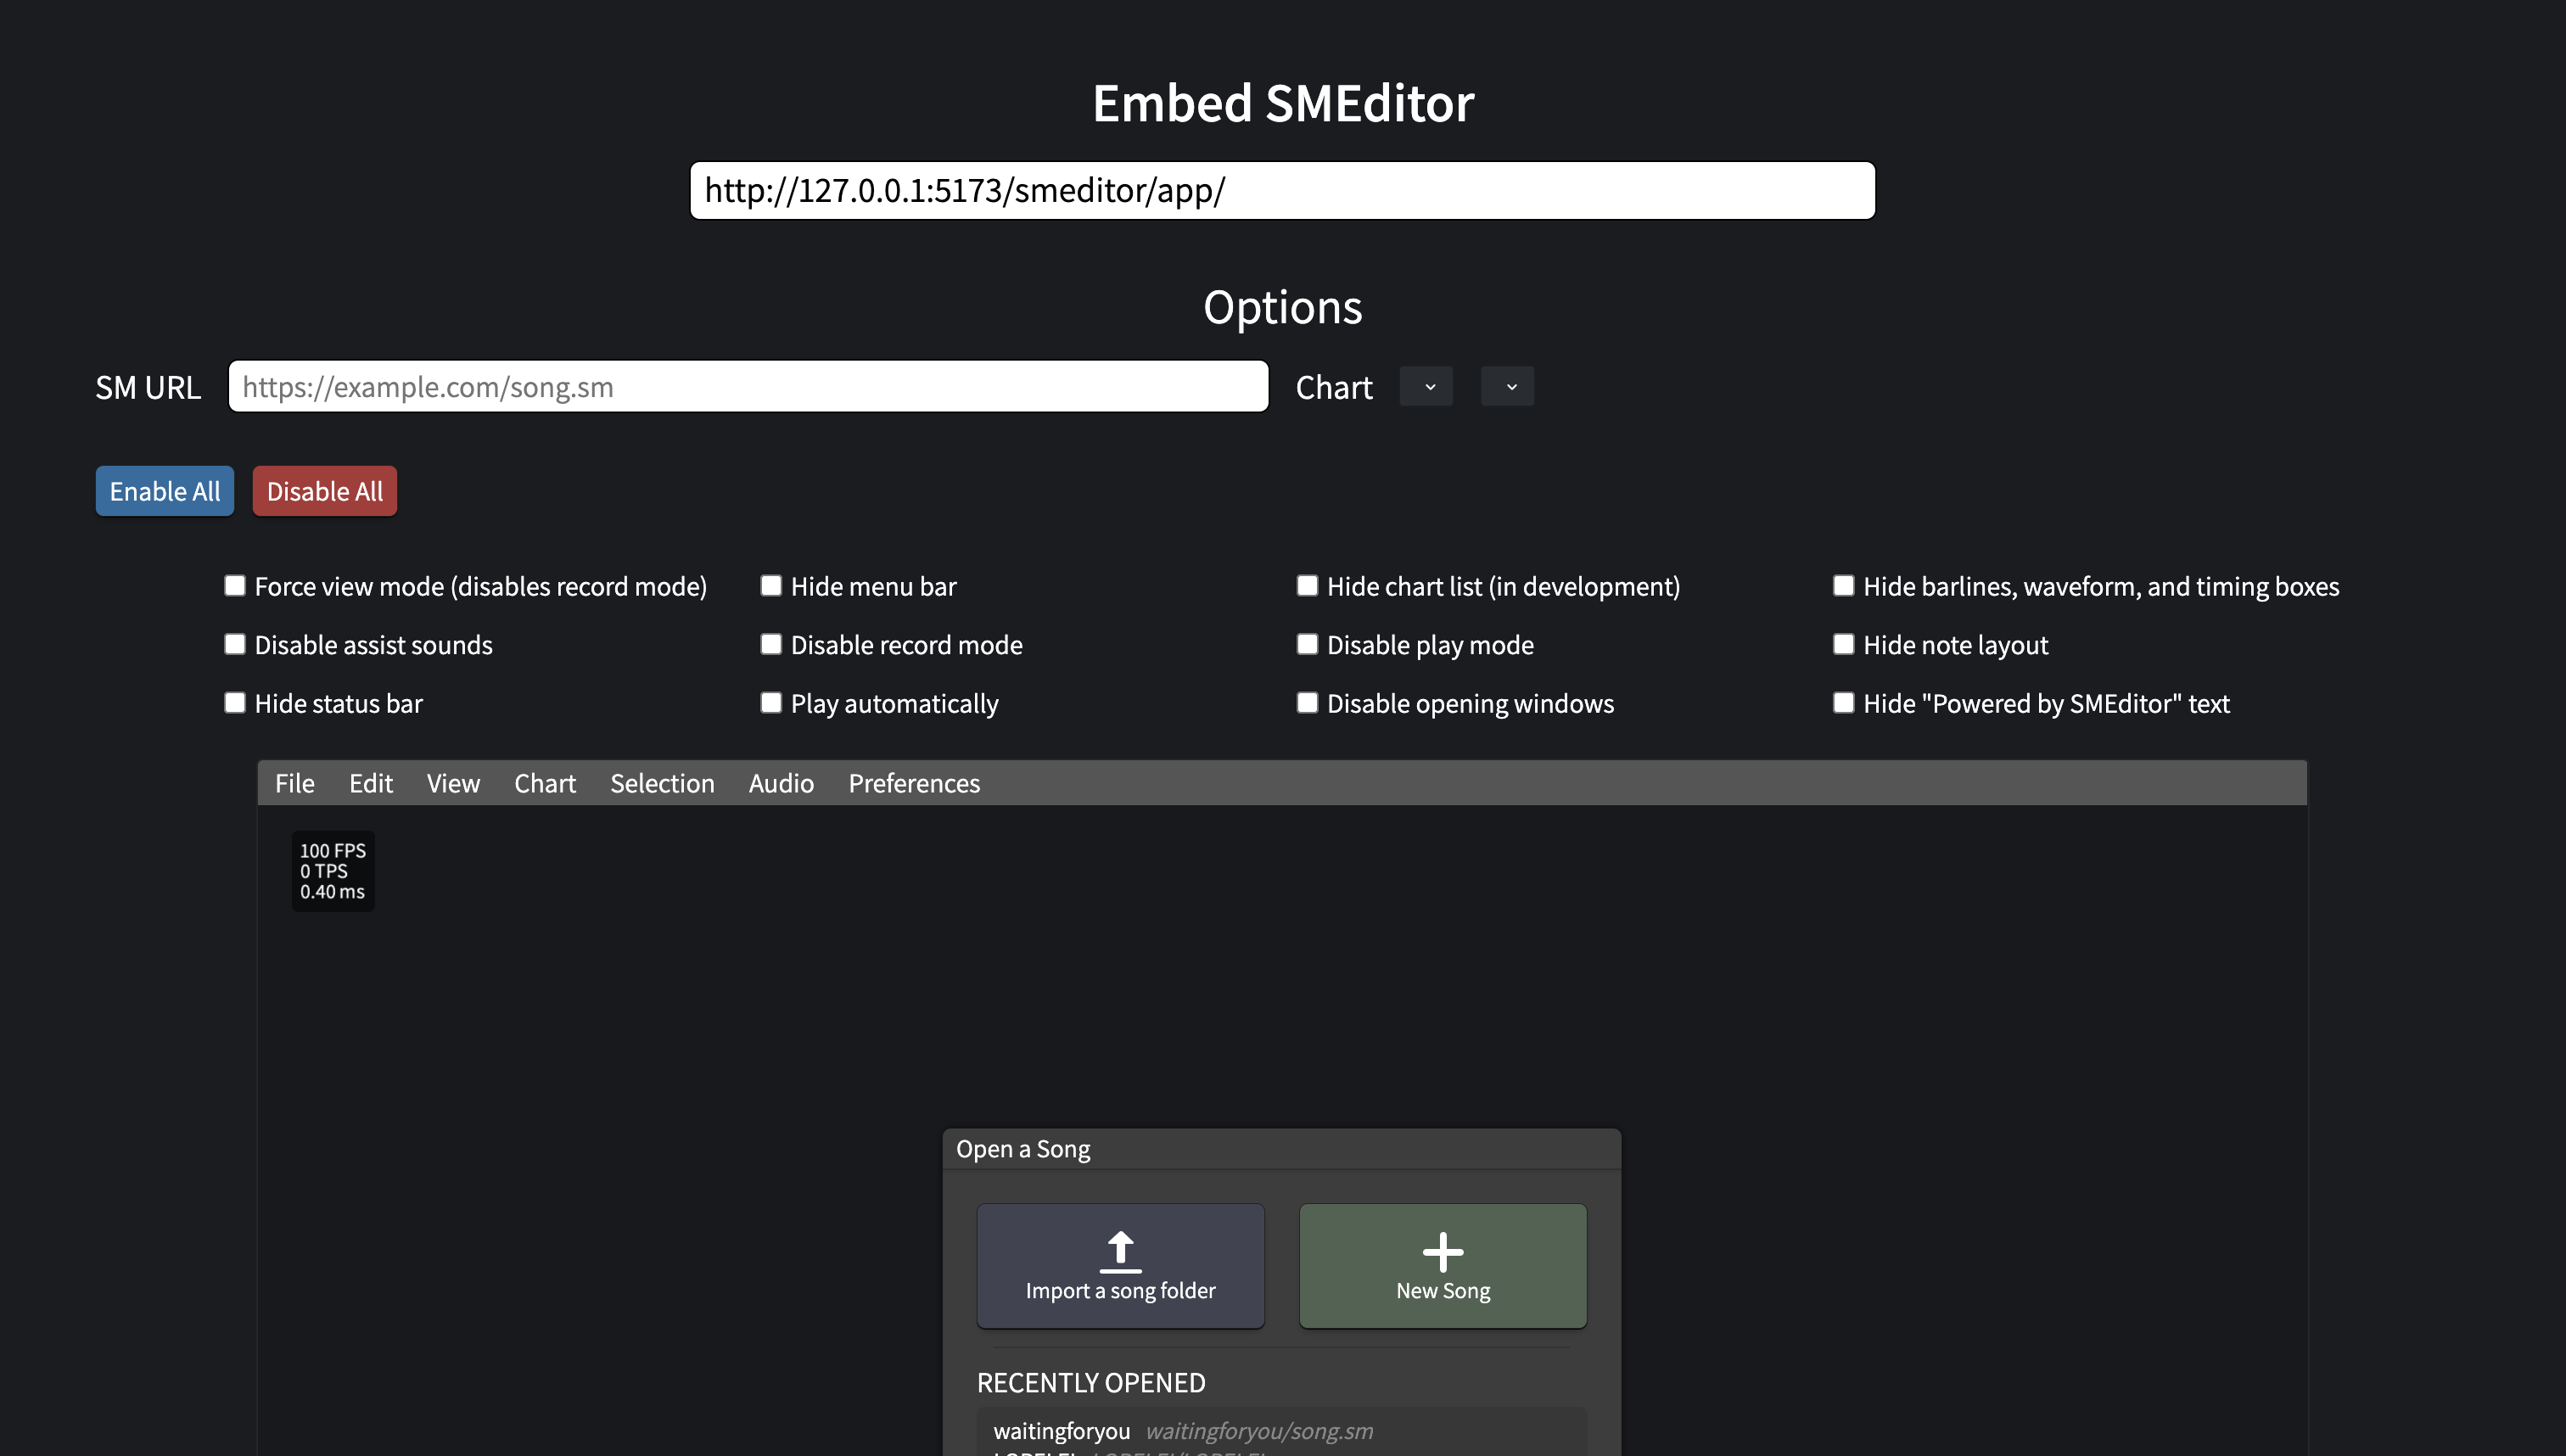 Embed SMEditor
http://127.0.0.1:5173/smeditor/app/
Options
SM URL https://example.com/song.sm Chart
Enable All Disable All
Force view mode (disables record mode) Hide menu bar Hide chart list (in development) Hide barlines, waveform, and timing boxes
Disable assist sounds Disable record mode Disable play mode Hide note layout
Hide status bar Play automatically Disable opening windows Hide "Powered by SMEditor" text
File Edit View Chart Selection Audio Preferences
100 FPS
0 TPS
0.40 ms
Open a Song
Import a song folder New Song
RECENTLY OPENED
waitingforyou waitingforyou/song.sm